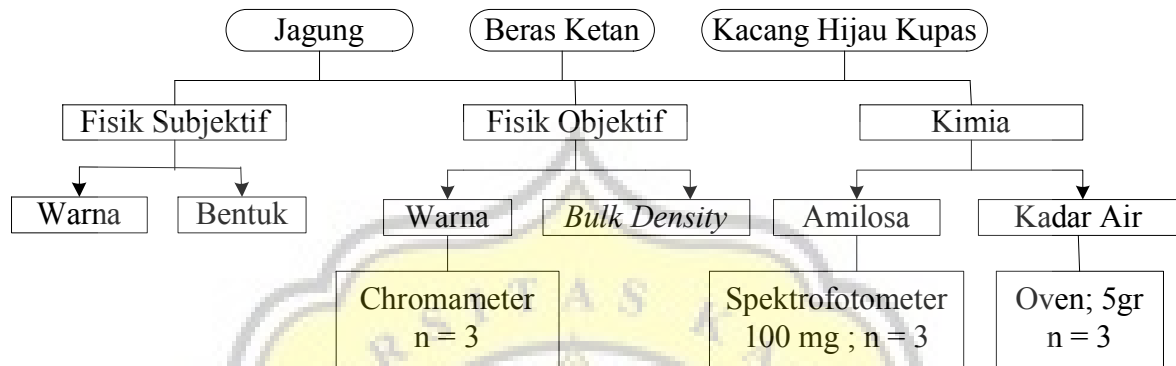 Jagung
Beras Ketan
Kacang Hijau Kupas
Fisik Subjektif
Fisik Objektif
Kimia
Warna
Bentuk
Warna
Bulk Density
Amilosa
Kadar Air
Chromameter
n = 3
Spektrofotometer
100 mg ; n = 3
Oven; 5gr
n = 3